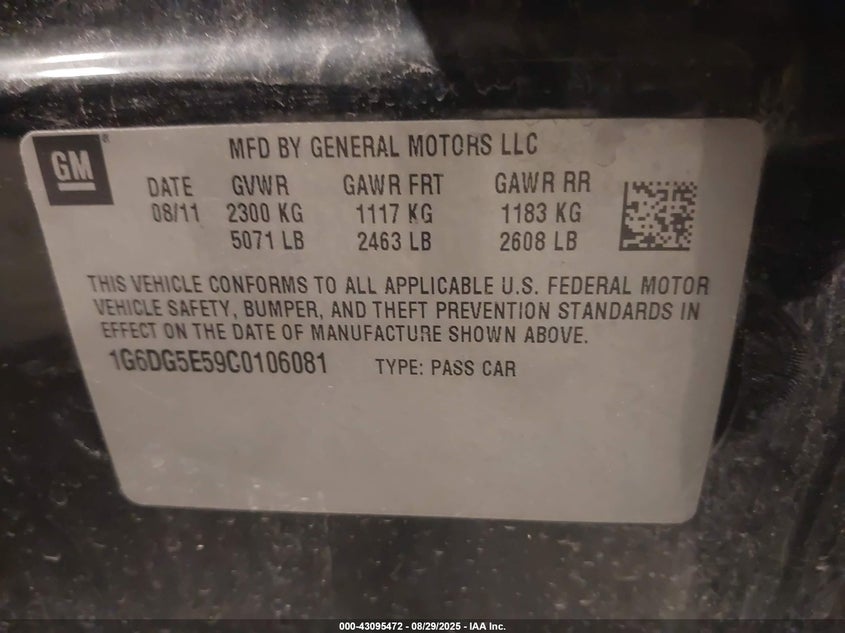 GM ®
MFD BY GENERAL MOTORS LLC
DATE GVWR GAWR FRT GAWR RR
08/11 2300 KG 1117 KG 1183 KG
5071 LB 2463 LB 2608 LB
THIS VEHICLE CONFORMS TO ALL APPLICABLE U.S. FEDERAL MOTOR
VEHICLE SAFETY, BUMPER, AND THEFT PREVENTION STANDARDS IN
EFFECT ON THE DATE OF MANUFACTURE SHOWN ABOVE.
1G6DG5E59C0106081 TYPE: PASS CAR
000-43095472 - 08/29/2025 - IAA Inc.